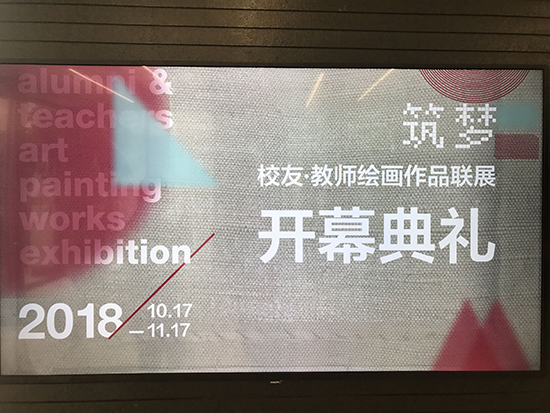 alumni &
teachers
art
painting
works
exhibition
筑梦
校友·教师绘画作品联展
开幕典礼
2018 10.17
—11.17